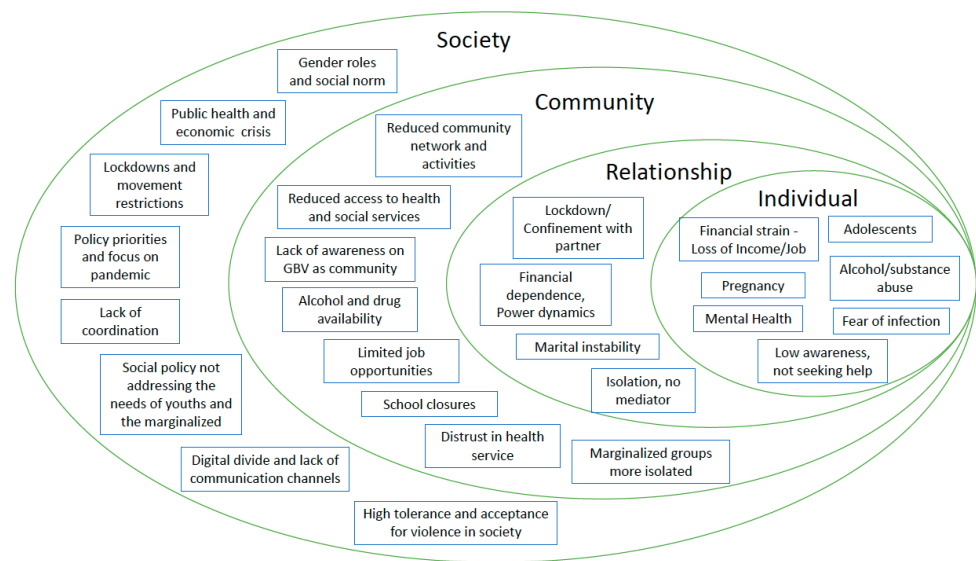 Society
Gender roles
and social norm
Public health and
economic crisis
Lockdowns and
movement
restrictions
Policy priorities
and focus on
pandemic
Lack of
coordination
Social policy not
addressing the
needs of youths and
the marginalized
Digital divide and lack of
communication channels
High tolerance and acceptance
for violence in society
Community
Reduced community
network and
activities
Reduced access to health
and social services
Lack of awareness on
GBV as community
Alcohol and drug
availability
Limited job
opportunities
School closures
Distrust in health
service
Marginalized groups
more isolated
Relationship
Lockdown/
Confinement with
partner
Financial
dependence,
Power dynamics
Marital instability
Isolation, no
mediator
Individual
Financial strain -
Loss of Income/Job
Adolescents
Pregnancy
Alcohol/substance
abuse
Mental Health
Fear of infection
Low awareness,
not seeking help